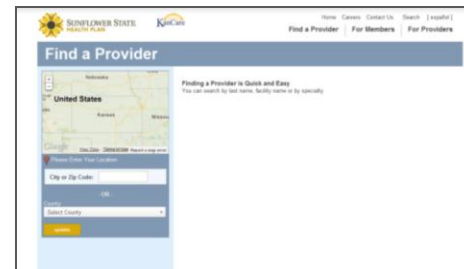 SUNFLOWER STATE
HEALTH PLAN
KanCare
Home Careers Contact Us Search [español]
Find a Provider For Members For Providers
Find a Provider
Nebraska
United States
Kansas
Google
Please Enter Your Location
City or Zip Code:
- OR -
County
Select County
Finding a Provider is Quick and Easy
You can search by last name, facility name or by specialty.